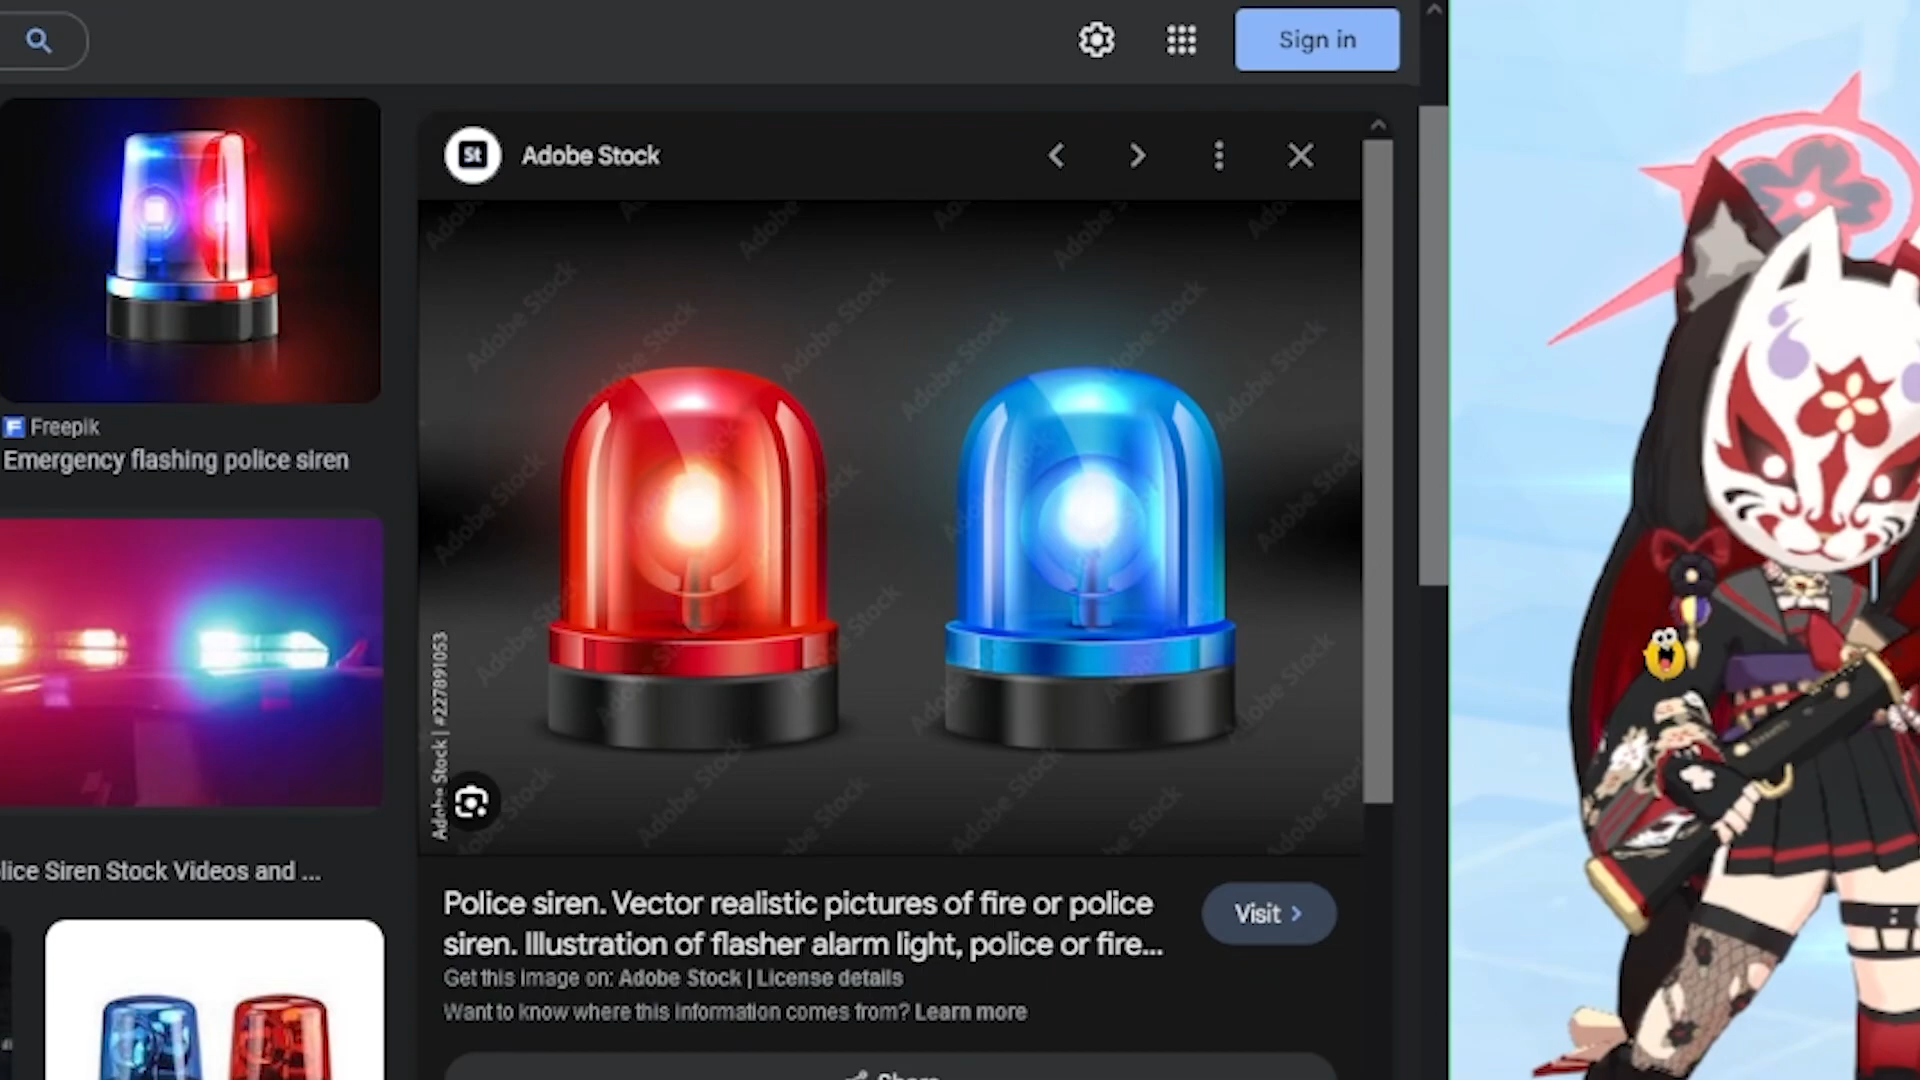 Sign in
St Adobe Stock
Freepik
Emergency flashing police siren
lice Siren Stock Videos and ...
Adobe Stock | #227891053
Police siren. Vector realistic pictures of fire or police
siren. Illustration of flasher alarm light, police or fire...
Visit
Get this image on: Adobe Stock | License details
Want to know where this information comes from? Learn more
Share